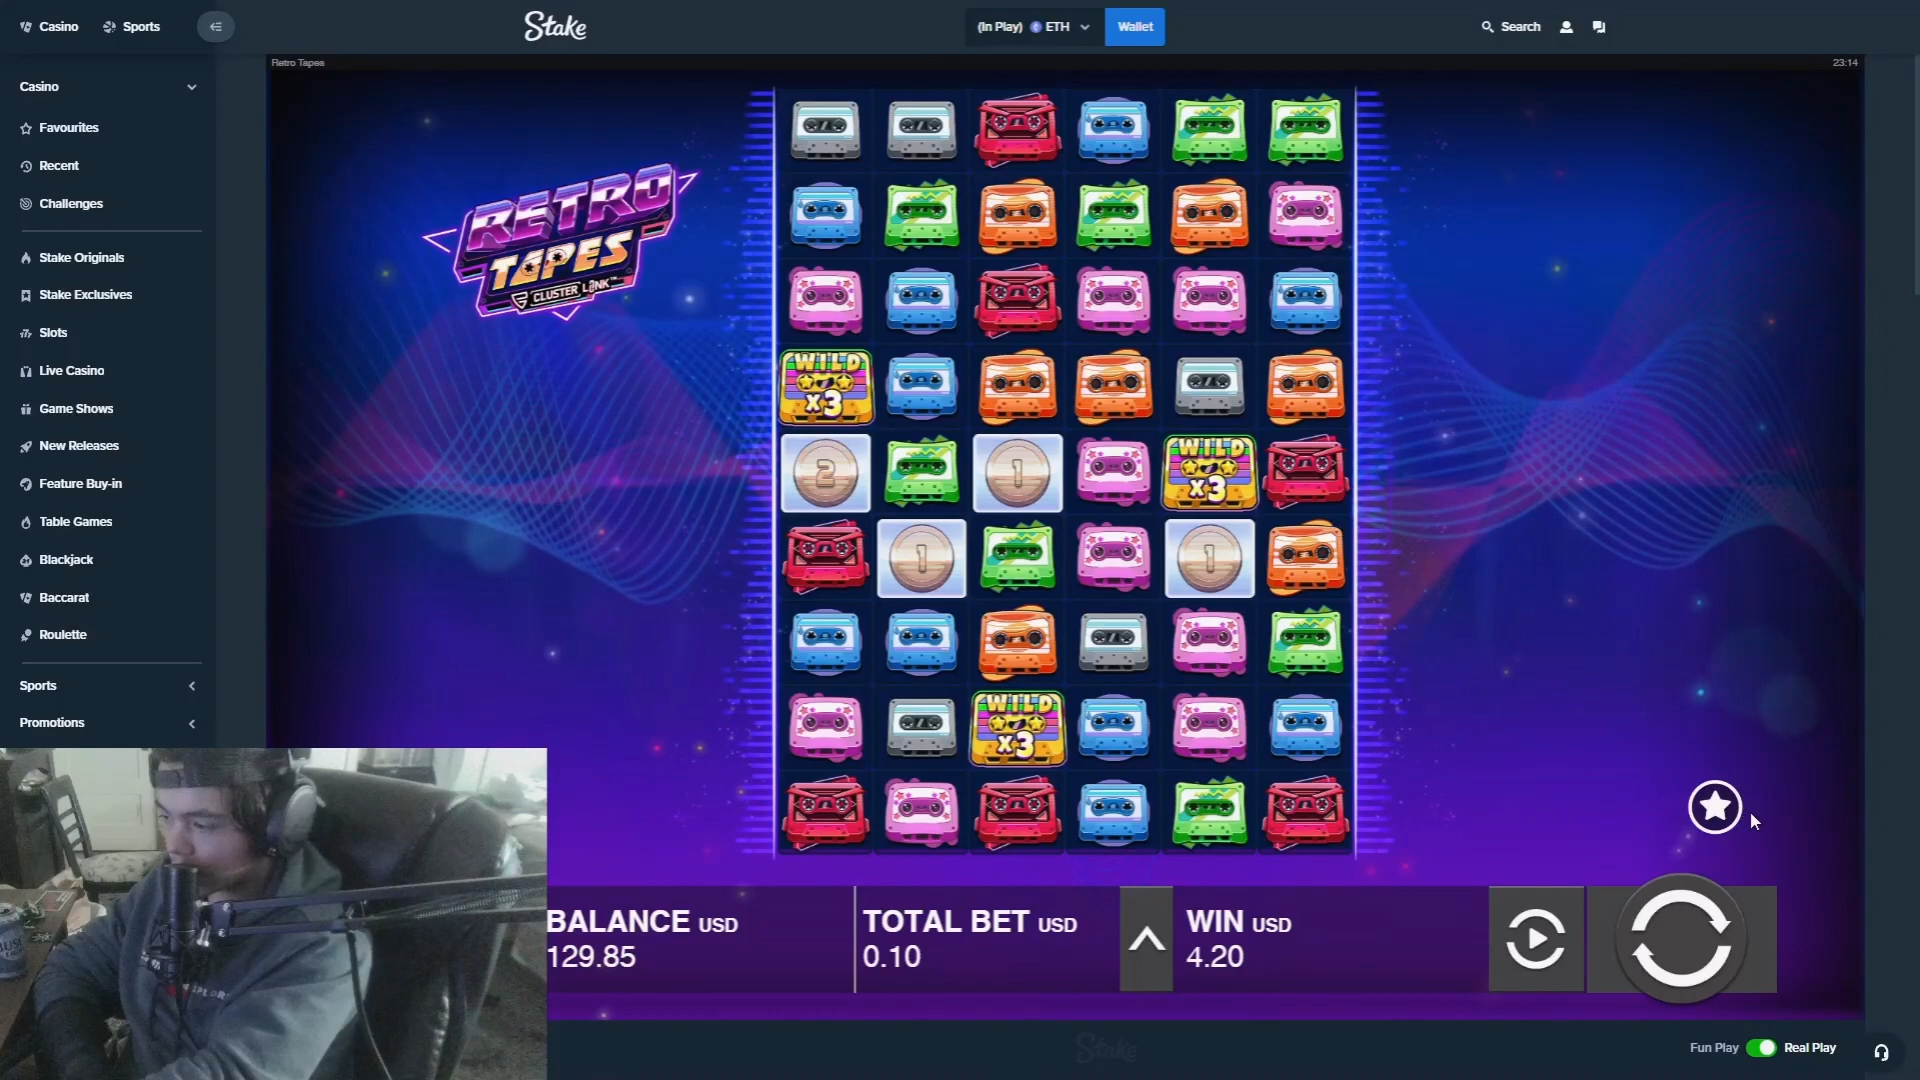 Casino
Sports
Stake
(In Play) ETH
Wallet
Search
Casino
Favourites
Recent
Challenges
Stake Originals
Stake Exclusives
Slots
Live Casino
Game Shows
New Releases
Feature Buy-in
Table Games
Blackjack
Baccarat
Roulette
Sports
Promotions
Retro Tapes
23:14
RETRO
TAPES
CLUSTER LINK™
WILD
x3
2
1
WILD
x3
1
1
WILD
x3
BALANCE USD
129.85
TOTAL BET USD
0.10
WIN USD
4.20
Stake
Fun Play
Real Play